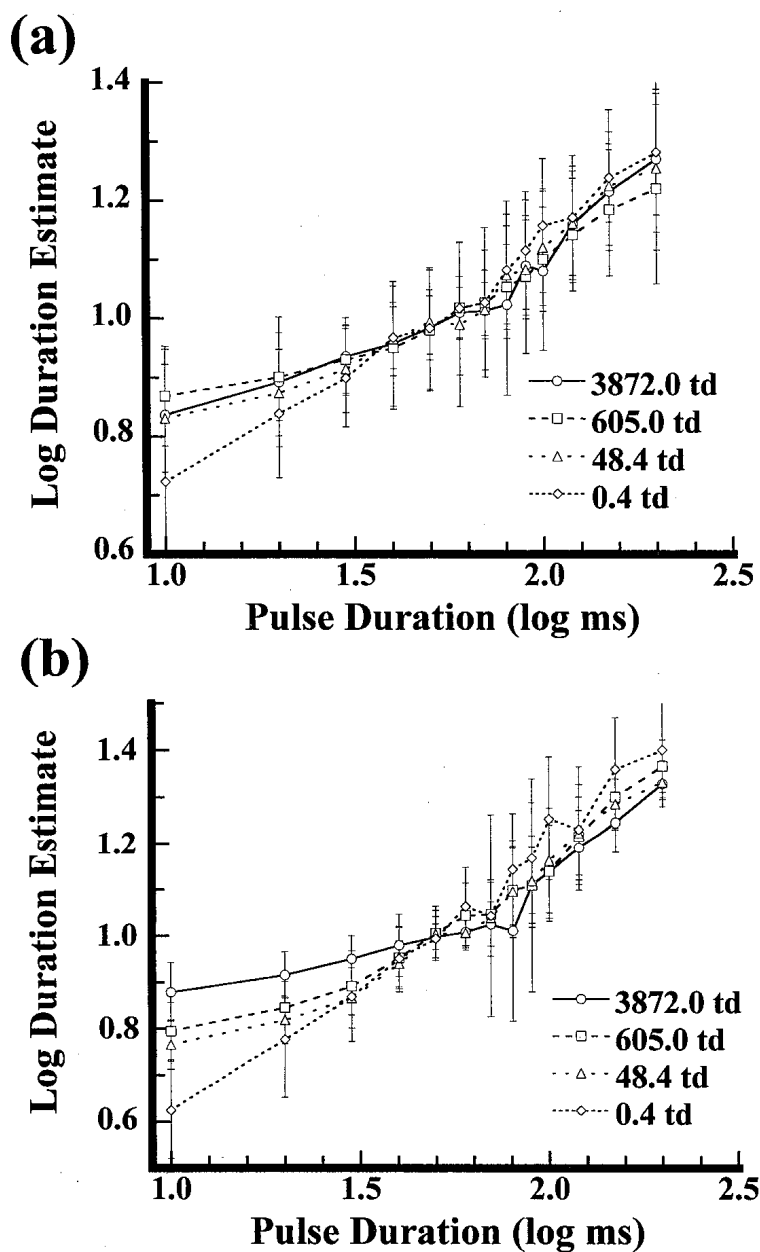 (a)
1.4
1.2
1.0
0.8
0.6
Log Duration Estimate
3872.0 td
605.0 td
48.4 td
0.4 td
1.0 1.5 2.0 2.5
Pulse Duration (log ms)
(b)
1.4
1.2
1.0
0.8
0.6
Log Duration Estimate
3872.0 td
605.0 td
48.4 td
0.4 td
1.0 1.5 2.0 2.5
Pulse Duration (log ms)